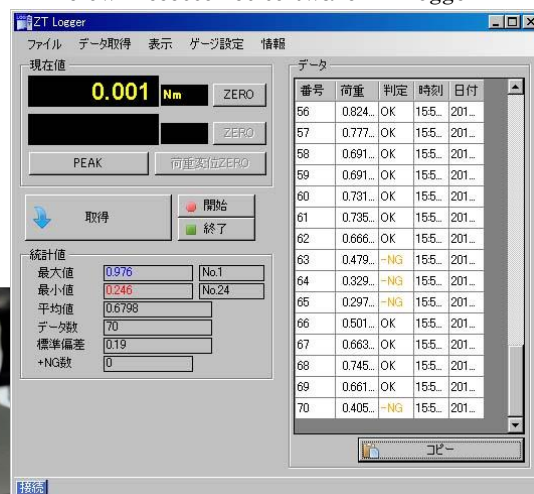 ZT Logger
ファイル データ取得 表示 ゲージ設定 情報
現在値
0.001 Nm ZERO
ZERO
PEAK 荷重変位ZERO
取得
開始
終了
統計値
最大値 0.976 No.1
最小値 0.246 No.24
平均値 0.6798
データ数 70
標準偏差 0.19
+NG数 0
データ
番号 荷重 判定 時刻 日付
56 0.824... OK 15:5... 201...
57 0.777... OK 15:5... 201...
58 0.691... OK 15:5... 201...
59 0.691... OK 15:5... 201...
60 0.731... OK 15:5... 201...
61 0.735... OK 15:5... 201...
62 0.666... OK 15:5... 201...
63 0.479... -NG 15:5... 201...
64 0.329... -NG 15:5... 201...
65 0.297... -NG 15:5... 201...
66 0.501... OK 15:5... 201...
67 0.663... OK 15:5... 201...
68 0.745... OK 15:5... 201...
69 0.661... OK 15:5... 201...
70 0.405... -NG 15:5... 201...
コピー
接続